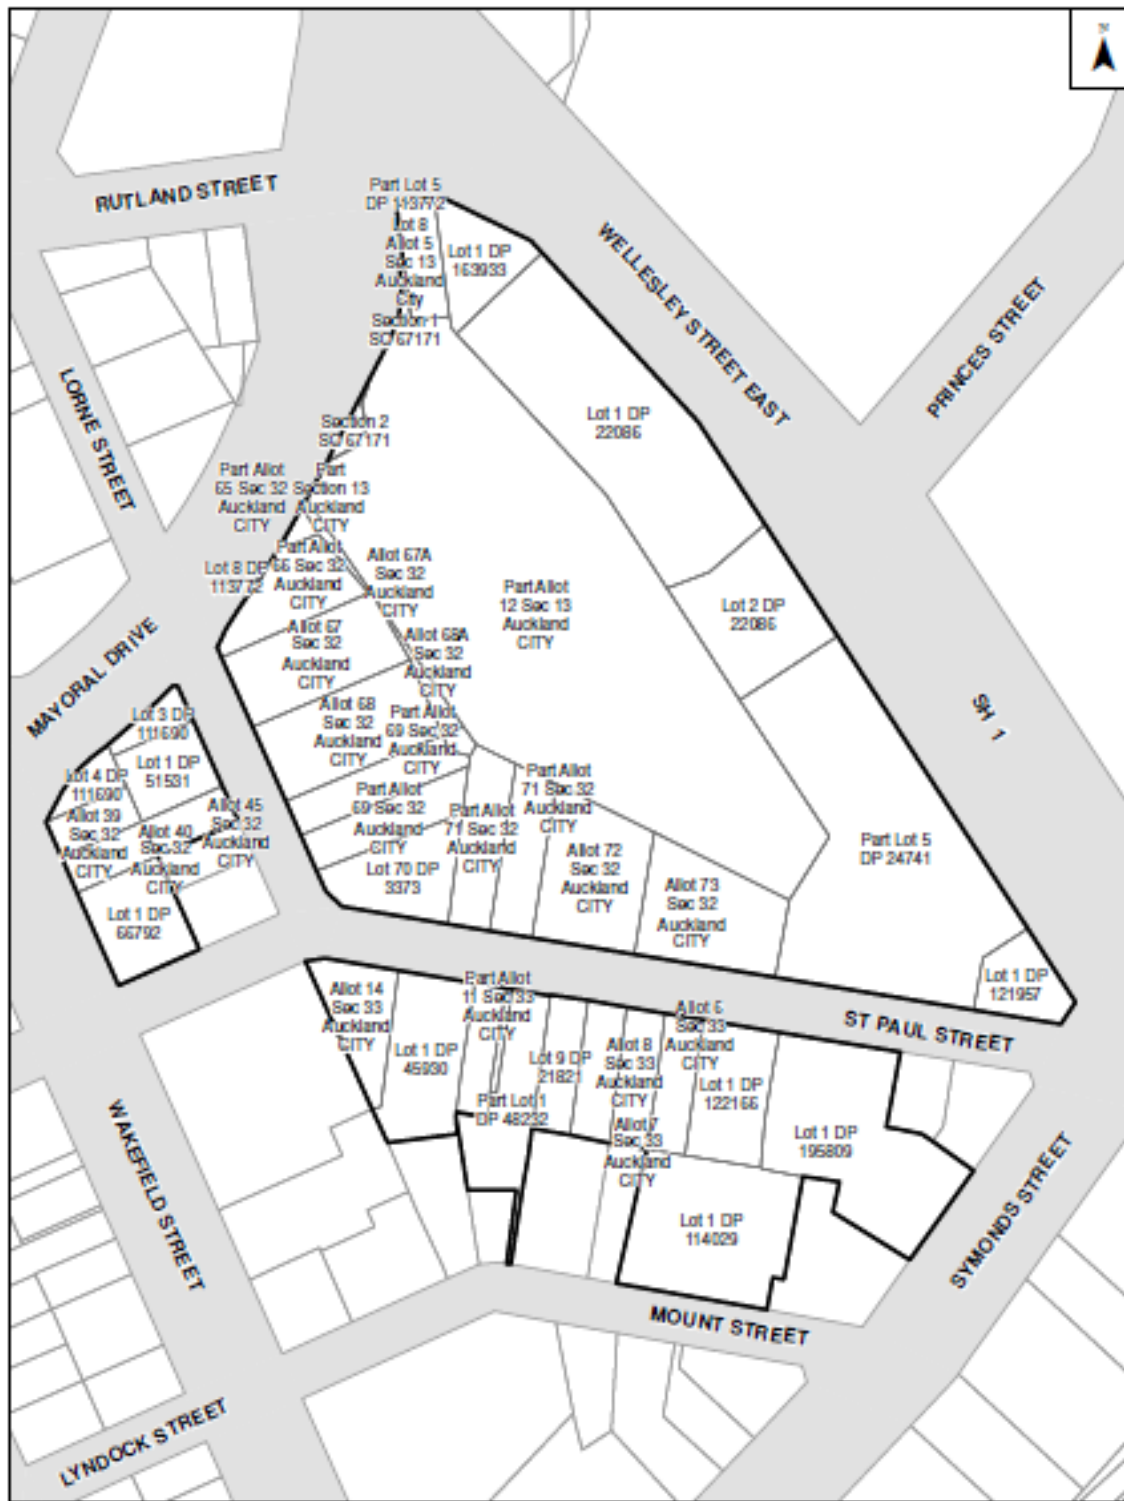 N
RUTLAND STREET
Part Lot 5
DP 113772
Lot 8
Allot 5
Sec 13
Auckland
City
Section 1
SO 67171
Lot 1 DP
163933
WELLESLEY STREET EAST
PRINCES STREET
LORNE STREET
Lot 1 DP
22086
Section 2
SO 67171
Part Allot
65 Sec 32
Auckland
CITY
Part
Section 13
Auckland
CITY
Lot 8 DP
113772
Part Allot
66 Sec 32
Auckland
CITY
Allot 67A
Sec 32
Auckland
CITY
Part Allot
12 Sec 13
Auckland
CITY
Lot 2 DP
22086
MAYORAL DRIVE
Allot 67
Sec 32
Auckland
CITY
Allot 68A
Sec 32
Auckland
CITY
SH 1
Lot 3 DP
111690
Allot 68
Sec 32
Auckland
CITY
Part Allot
69 Sec 32
Auckland
CITY
Lot 4 DP
111690
Lot 1 DP
51531
Part Allot
71 Sec 32
Auckland
CITY
Allot 39
Sec 32
Auckland
CITY
Allot 40
Sec 32
Auckland
CITY
Allot 45
Sec 32
Auckland
CITY
Part Allot
69 Sec 32
Auckland
CITY
Part Allot
71 Sec 32
Auckland
CITY
Part Lot 5
DP 24741
Lot 70 DP
3373
Allot 72
Sec 32
Auckland
CITY
Allot 73
Sec 32
Auckland
CITY
Lot 1 DP
66792
Lot 1 DP
121957
Allot 14
Sec 33
Auckland
CITY
Part Allot
11 Sec 33
Auckland
CITY
Allot 6
Sec 33
Auckland
CITY
ST PAUL STREET
Lot 1 DP
45930
Lot 9 DP
21821
Allot 8
Sec 33
Auckland
CITY
Part Lot 1
DP 48232
Lot 1 DP
122166
Allot 7
Sec 33
Auckland
CITY
Lot 1 DP
195809
WAKEFIELD STREET
Lot 1 DP
114029
SYMONDS STREET
MOUNT STREET
LYNDOCK STREET